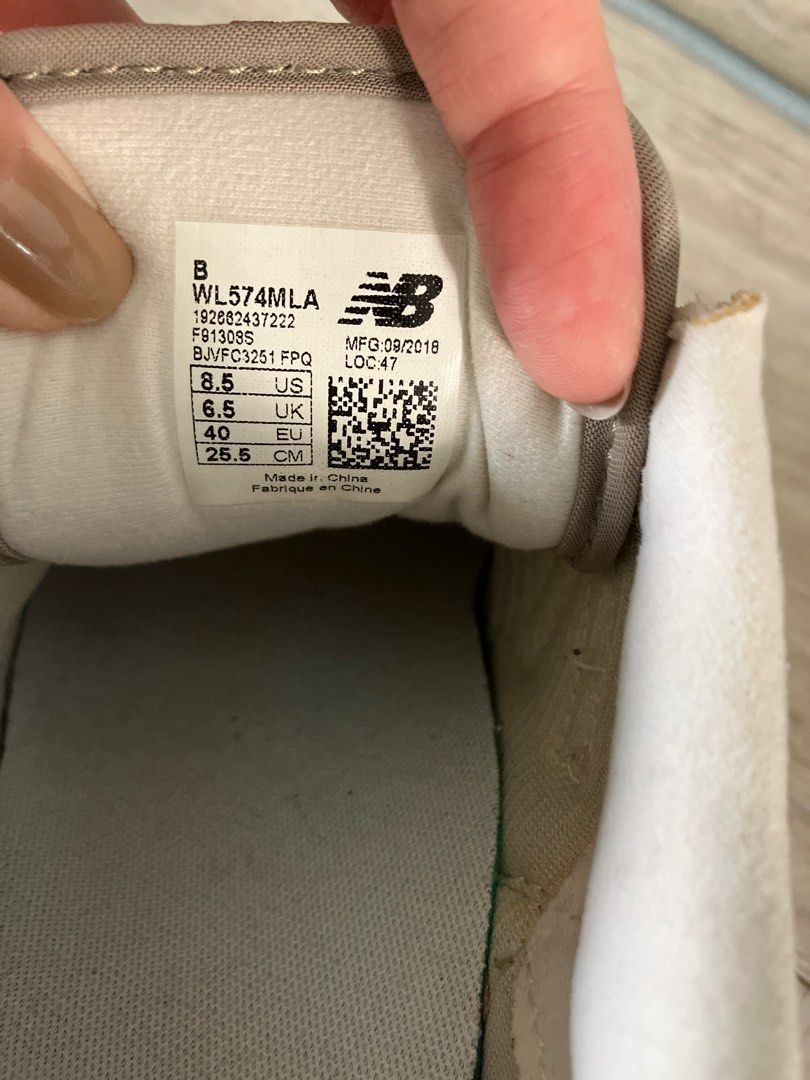 B
WL574MLA
192662437222
F91308S
BJVFC3251 FPQ
NB
MFG:09/2018
LOC:47
8.5 US
6.5 UK
40 EU
25.5 CM
Made in China
Fabriqué en Chine